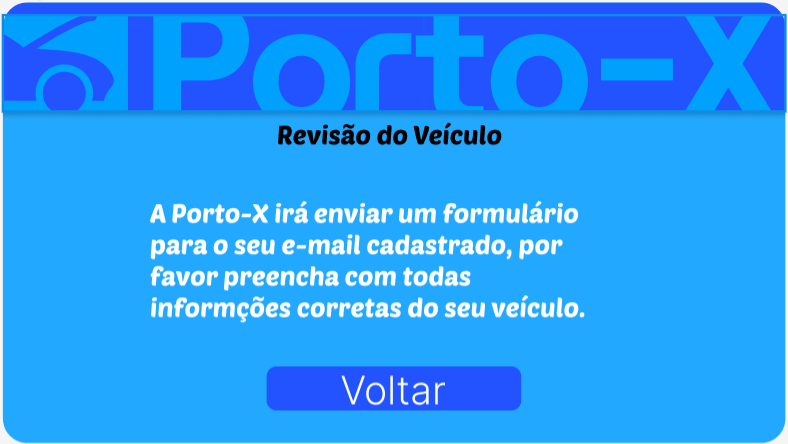 Porto-X
Revisão do Veículo
A Porto-X irá enviar um formulário
para o seu e-mail cadastrado, por
favor preencha com todas
informções corretas do seu veículo.
Voltar